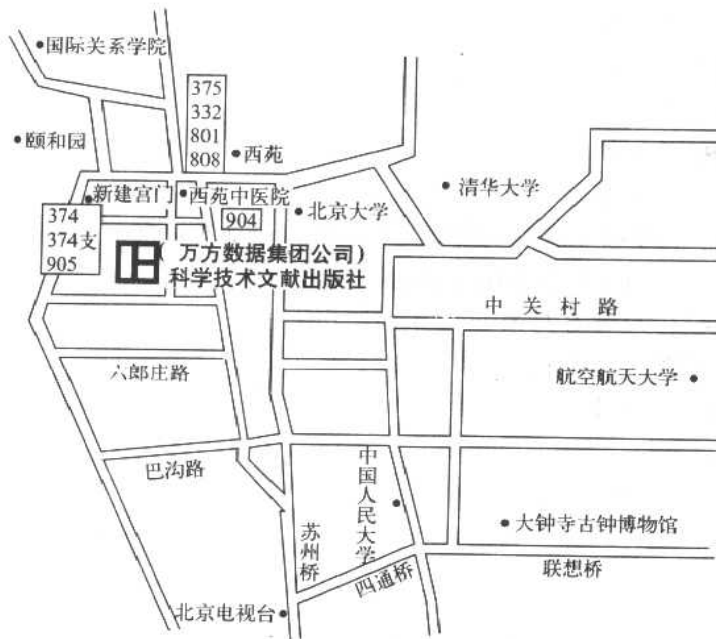 国际关系学院
375
332
801
808
颐和园
西苑
清华大学
新建宫门
西苑中医院
904
北京大学
374
374支
905
(万方数据集团公司)
科学技术文献出版社
中关村路
六郎庄路
航空航天大学
巴沟路
中国人民大学
大钟寺古钟博物馆
苏州桥
四通桥
联想桥
北京电视台